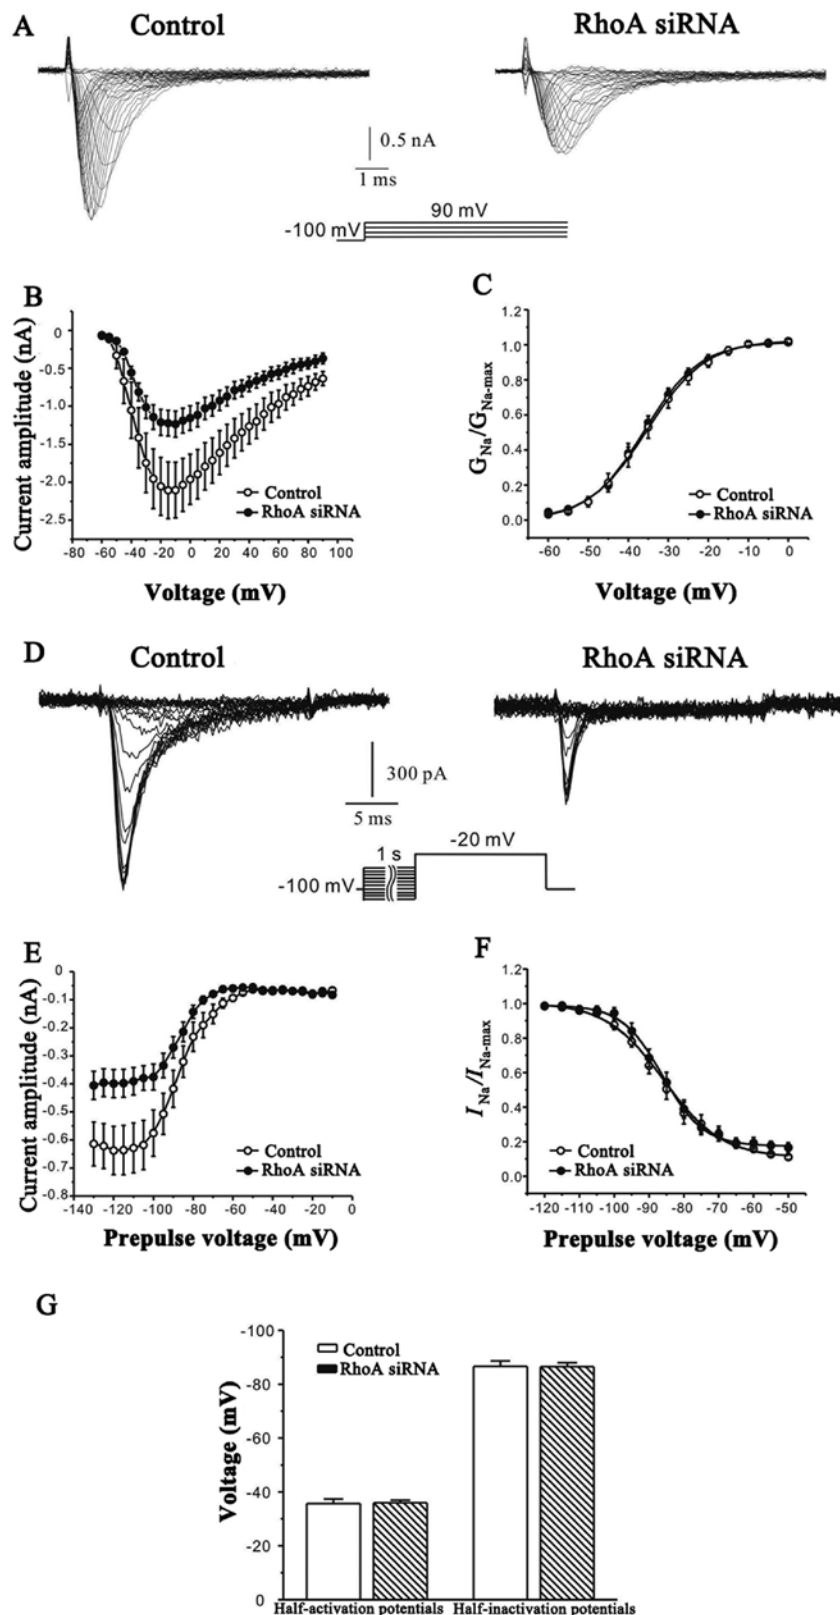 A
Control
RhoA siRNA
0.5 nA
1 ms
90 mV
-100 mV
B
Current amplitude (nA)
0
-0.5
-1.0
-1.5
-2.0
-2.5
-80 -60 -40 -20 0 20 40 60 80 100
Voltage (mV)
Control
RhoA siRNA
C
G Na/G Na-max
1.2
1.0
0.8
0.6
0.4
0.2
0.0
-60 -50 -40 -30 -20 -10 0
Voltage (mV)
Control
RhoA siRNA
D
Control
RhoA siRNA
300 pA
5 ms
-20 mV
1 s
-100 mV
E
Current amplitude (nA)
0
-0.1
-0.2
-0.3
-0.4
-0.5
-0.6
-0.7
-0.8
-140 -120 -100 -80 -60 -40 -20 0
Prepulse voltage (mV)
Control
RhoA siRNA
F
I Na/I Na-max
1.2
1.0
0.8
0.6
0.4
0.2
0.0
-120 -110 -100 -90 -80 -70 -60 -50
Prepulse voltage (mV)
Control
RhoA siRNA
G
Voltage (mV)
-100
-80
-60
-40
-20
0
Control
RhoA siRNA
Half-activation potentials
Half-inactivation potentials